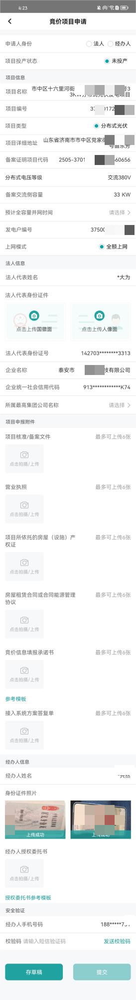 4:23
89
竞价项目申请
申请人身份 法人 经办人
项目投产状态 未投产
项目信息
项目名称 市中区十六里河街 号3
3KW分布式光伏发电项目
项目编号 37 0172
项目类型 分布式光伏
项目详细地址 山东省济南市市中区党家街
号曲东芳
备案证明项目代码 2505-3701 60656
分布式电压等级 交流380V
备案交流侧容量 33 KW
预计全容量并网时间 请选择
发电户编号 37500
上网模式 全额上网
法人信息
法人代表姓名 *大为
法人代表身份证件
点击上传国徽面 点击上传人像面
法人代表身份证号 142703********3313
企业名称 泰安市 技有限公司
企业统一社会信用代码 913************K74
所属最高集团公司名称 请选择
项目申报附件
项目核准/备案文件 最多可上传6张
点击拍摄/上传
营业执照 最多可上传6张
点击拍摄/上传
项目所依托的房屋（设施）产 最多可上传6张
权证
点击拍摄/上传
房屋租赁合同或合同能源管理 最多可上传6张
协议
点击拍摄/上传
竞价信息填报承诺书 最多可上传6张
点击拍摄/上传
参考模板
接入系统方案答复单 最多可上传6张
点击拍摄/上传
经办人信息
经办人姓名
身份证件照片
上传成功 上传成功
经办人授权委托书
点击拍摄/上传
授权委托书参考模板
安全验证
经办人手机号码 188*****7
校验码 请输入短信验证码 发送校验码
存草稿 提交